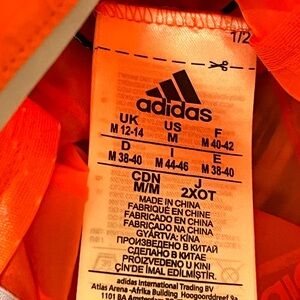 1/2
adidas
UK US F
M 12-14 M M 40-42
D I E
M 38-40 M 44-46 M 38-40
CDN J
M/M 2XOT
MADE IN CHINA
FABRIQUÉ EN CHINE
FABRICADO EN CHINA
FABRICADO NA CHINA
GYÁRTVA: KÍNA
ПРОИЗВЕДЕНО В КИТАЙ
СДЕЛАНО В КИТАЕ
PROIZVEDENO U KINI
ÇİN'DE İMAL EDİLMİŞTİR.
adidas International Trading BV
Atlas Arena -Afrika Building Hoogoorddreef 9
1101 BA Amsterdam